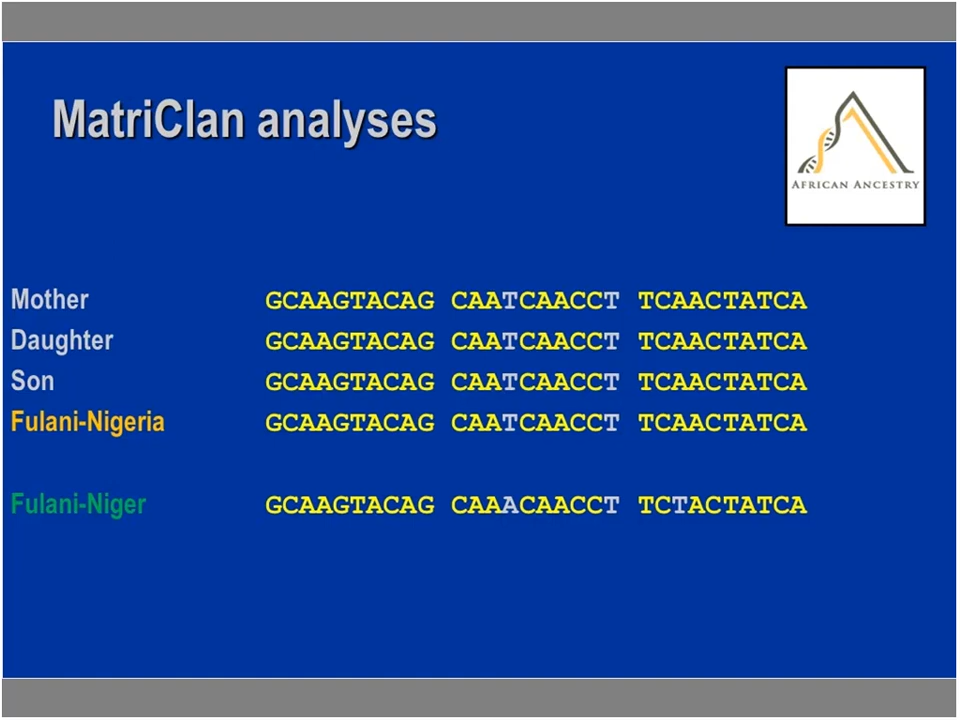 MatriClan analyses
AFRICAN ANCESTRY
Mother GCAAGTACAG CAATCAACCT TCAACTATCA
Daughter GCAAGTACAG CAATCAACCT TCAACTATCA
Son GCAAGTACAG CAATCAACCT TCAACTATCA
Fulani-Nigeria GCAAGTACAG CAATCAACCT TCAACTATCA
Fulani-Niger GCAAGTACAG CAAACAACCT TCTACTATCA